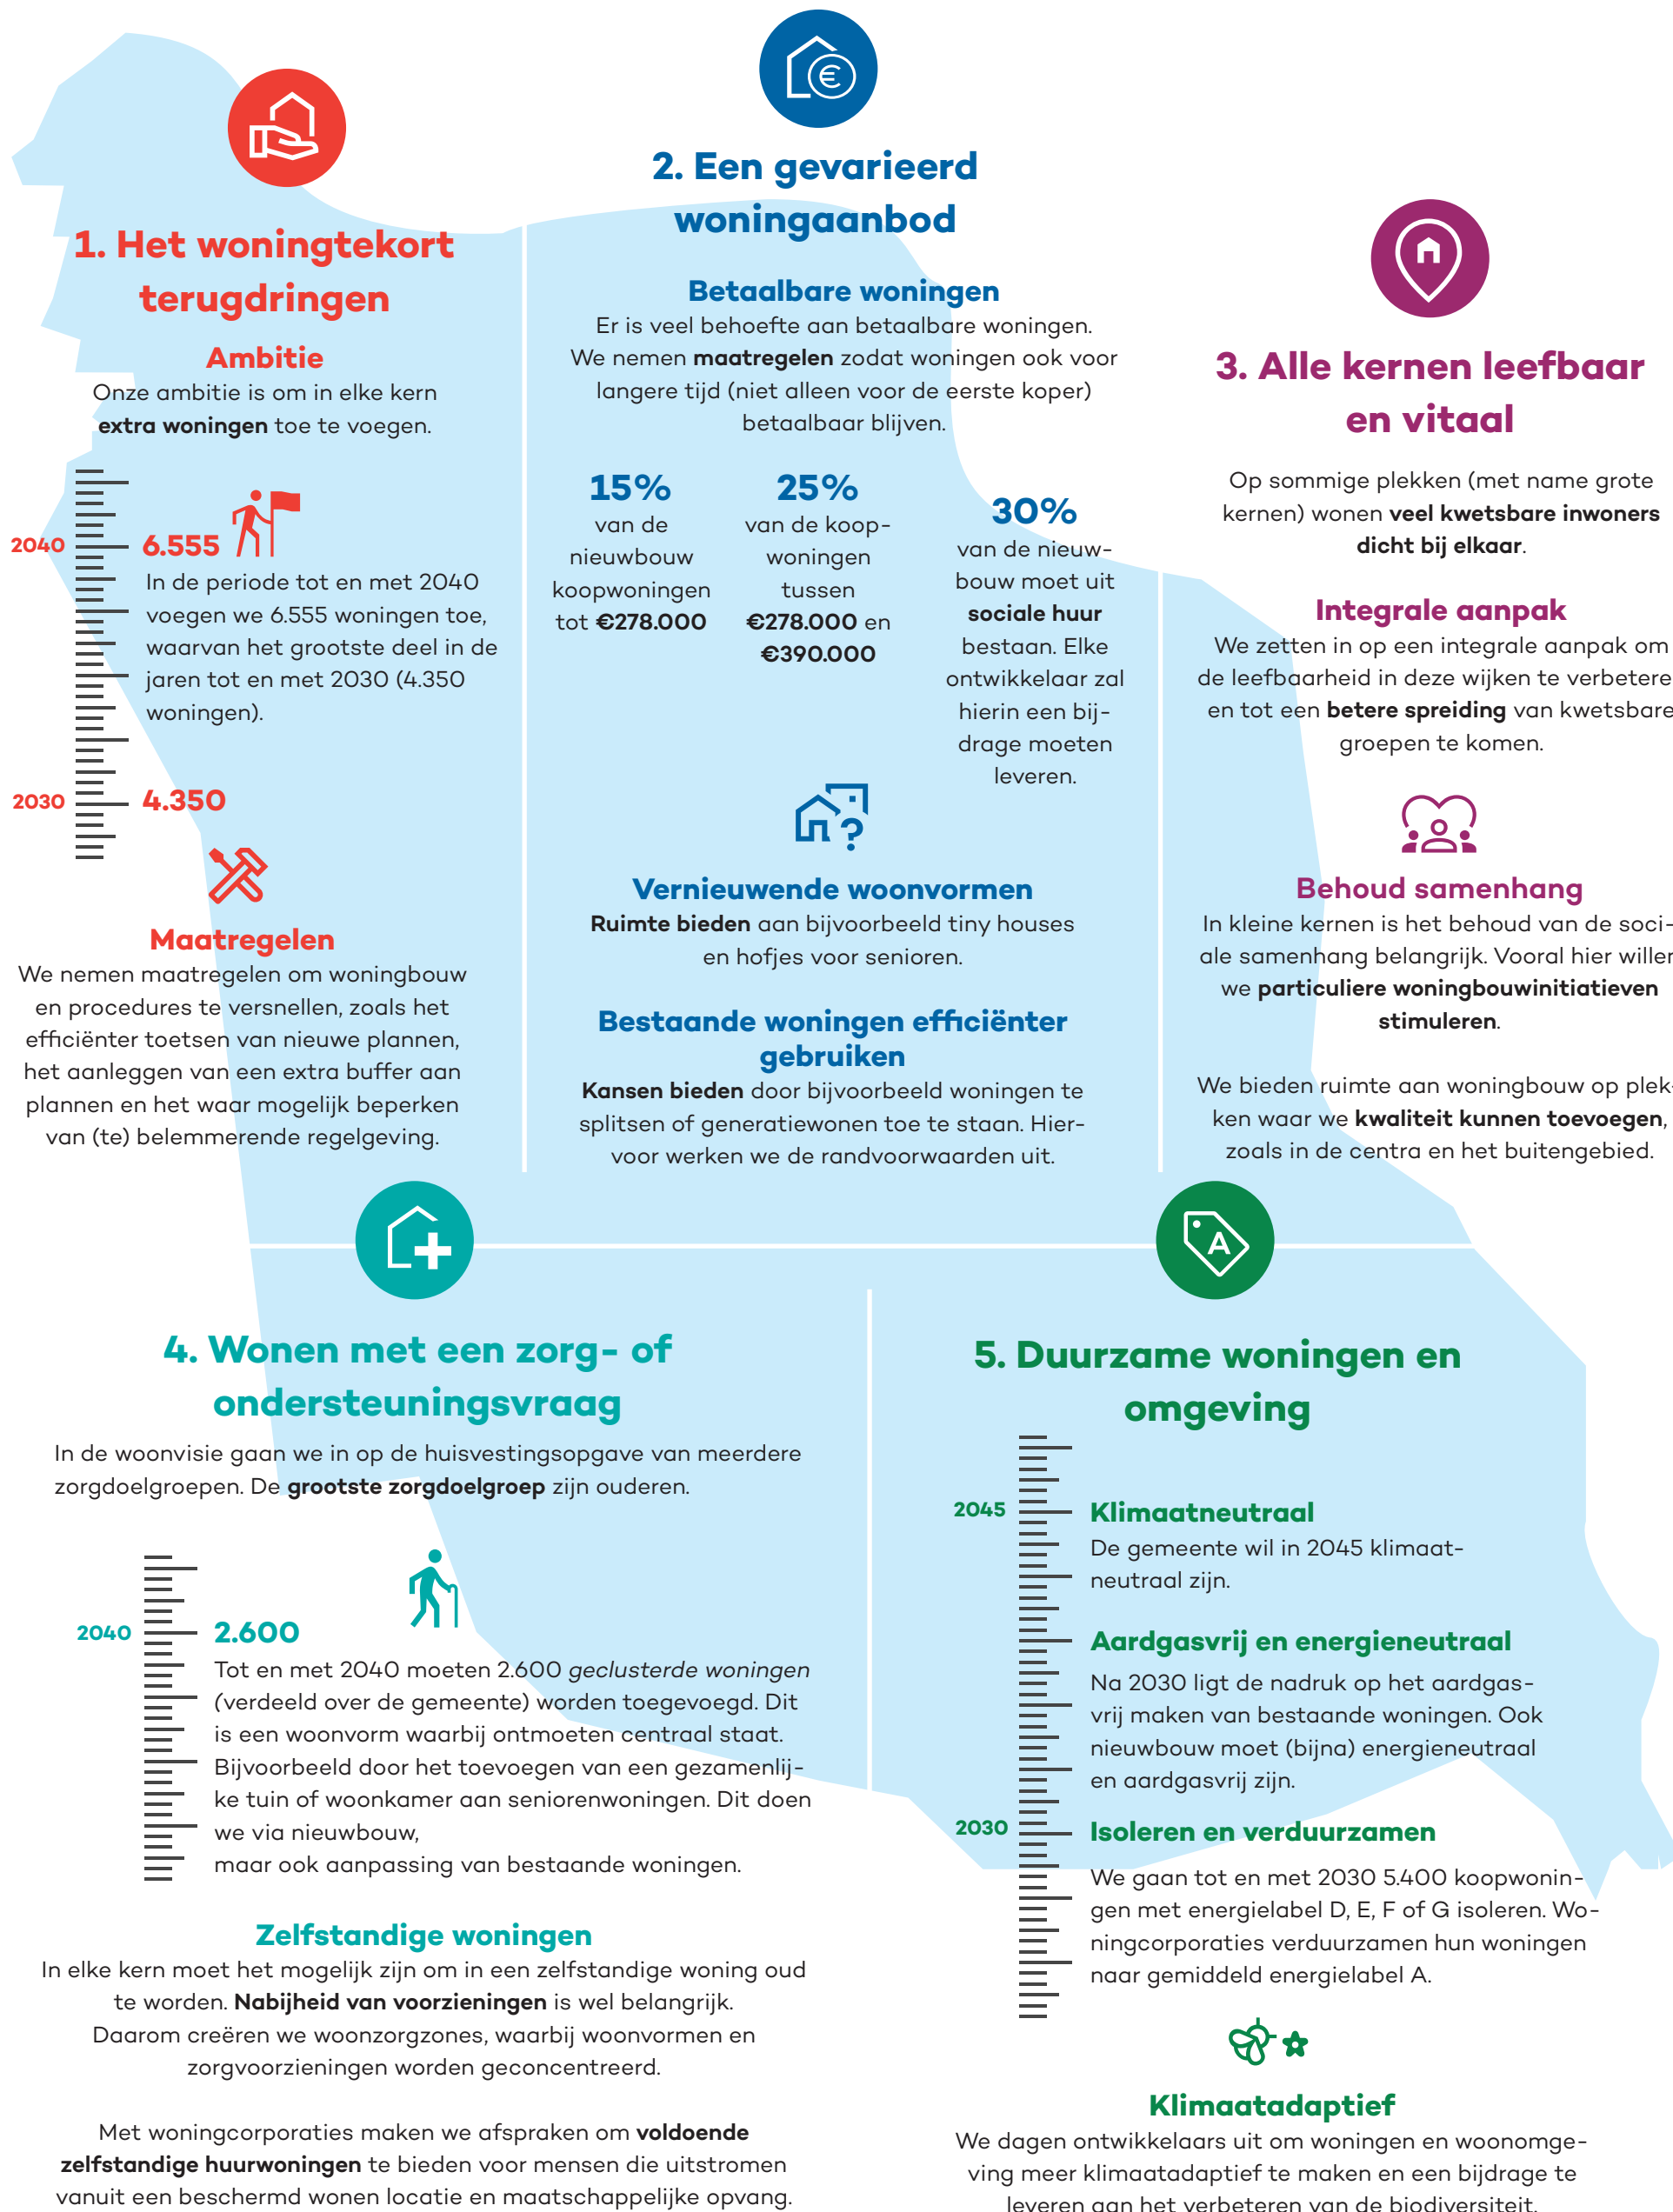 1. Het woningtekort
terugdringen
Ambitie
Onze ambitie is om in elke kern
extra woningen toe te voegen.
2040
6.555
In de periode tot en met 2040
voegen we 6.555 woningen toe,
waarvan het grootste deel in de
jaren tot en met 2030 (4.350
woningen).
2030
4.350
Maatregelen
We nemen maatregelen om woningbouw
en procedures te versnellen, zoals het
efficiënter toetsen van nieuwe plannen,
het aanleggen van een extra buffer aan
plannen en het waar mogelijk beperken
van (te) belemmerende regelgeving.
€
2. Een gevarieerd
woningaanbod
Betaalbare woningen
Er is veel behoefte aan betaalbare woningen.
We nemen maatregelen zodat woningen ook voor
langere tijd (niet alleen voor de eerste koper)
betaalbaar blijven.
15%
van de
nieuwbouw
koopwoningen
tot €278.000
25%
van de koop-
woningen
tussen
€278.000 en
€390.000
30%
van de nieuw-
bouw moet uit
sociale huur
bestaan. Elke
ontwikkelaar zal
hierin een bij-
drage moeten
leveren.
?
Vernieuwende woonvormen
Ruimte bieden aan bijvoorbeeld tiny houses
en hofjes voor senioren.
Bestaande woningen efficiënter
gebruiken
Kansen bieden door bijvoorbeeld woningen te
splitsen of generatiewonen toe te staan. Hier-
voor werken we de randvoorwaarden uit.
3. Alle kernen leefbaar
en vitaal
Op sommige plekken (met name grote
kernen) wonen veel kwetsbare inwoners
dicht bij elkaar.
Integrale aanpak
We zetten in op een integrale aanpak om
de leefbaarheid in deze wijken te verbetere
en tot een betere spreiding van kwetsbare
groepen te komen.
Behoud samenhang
In kleine kernen is het behoud van de soci-
ale samenhang belangrijk. Vooral hier willen
we particuliere woningbouwinitiatieven
stimuleren.
We bieden ruimte aan woningbouw op plek-
ken waar we kwaliteit kunnen toevoegen,
zoals in de centra en het buitengebied.
4. Wonen met een zorg- of
ondersteuningsvraag
In de woonvisie gaan we in op de huisvestingsopgave van meerdere
zorgdoelgroepen. De grootste zorgdoelgroep zijn ouderen.
2040
2.600
Tot en met 2040 moeten 2.600 geclusterde woningen
(verdeeld over de gemeente) worden toegevoegd. Dit
is een woonvorm waarbij ontmoeten centraal staat.
Bijvoorbeeld door het toevoegen van een gezamenlij-
ke tuin of woonkamer aan seniorenwoningen. Dit doen
we via nieuwbouw,
maar ook aanpassing van bestaande woningen.
Zelfstandige woningen
In elke kern moet het mogelijk zijn om in een zelfstandige woning oud
te worden. Nabijheid van voorzieningen is wel belangrijk.
Daarom creëren we woonzorgzones, waarbij woonvormen en
zorgvoorzieningen worden geconcentreerd.
Met woningcorporaties maken we afspraken om voldoende
zelfstandige huurwoningen te bieden voor mensen die uitstromen
vanuit een beschermd wonen locatie en maatschappelijke opvang.
A
5. Duurzame woningen en
omgeving
2045
Klimaatneutraal
De gemeente wil in 2045 klimaat-
neutraal zijn.
Aardgasvrij en energieneutraal
Na 2030 ligt de nadruk op het aardgas-
vrij maken van bestaande woningen. Ook
nieuwbouw moet (bijna) energieneutraal
en aardgasvrij zijn.
2030
Isoleren en verduurzamen
We gaan tot en met 2030 5.400 koopwonin-
gen met energielabel D, E, F of G isoleren. Wo-
ningcorporaties verduurzamen hun woningen
naar gemiddeld energielabel A.
Klimaatadaptief
We dagen ontwikkelaars uit om woningen en woonomge-
ving meer klimaatadaptief te maken en een bijdrage te
leveren aan het verbeteren van de biodiversiteit.